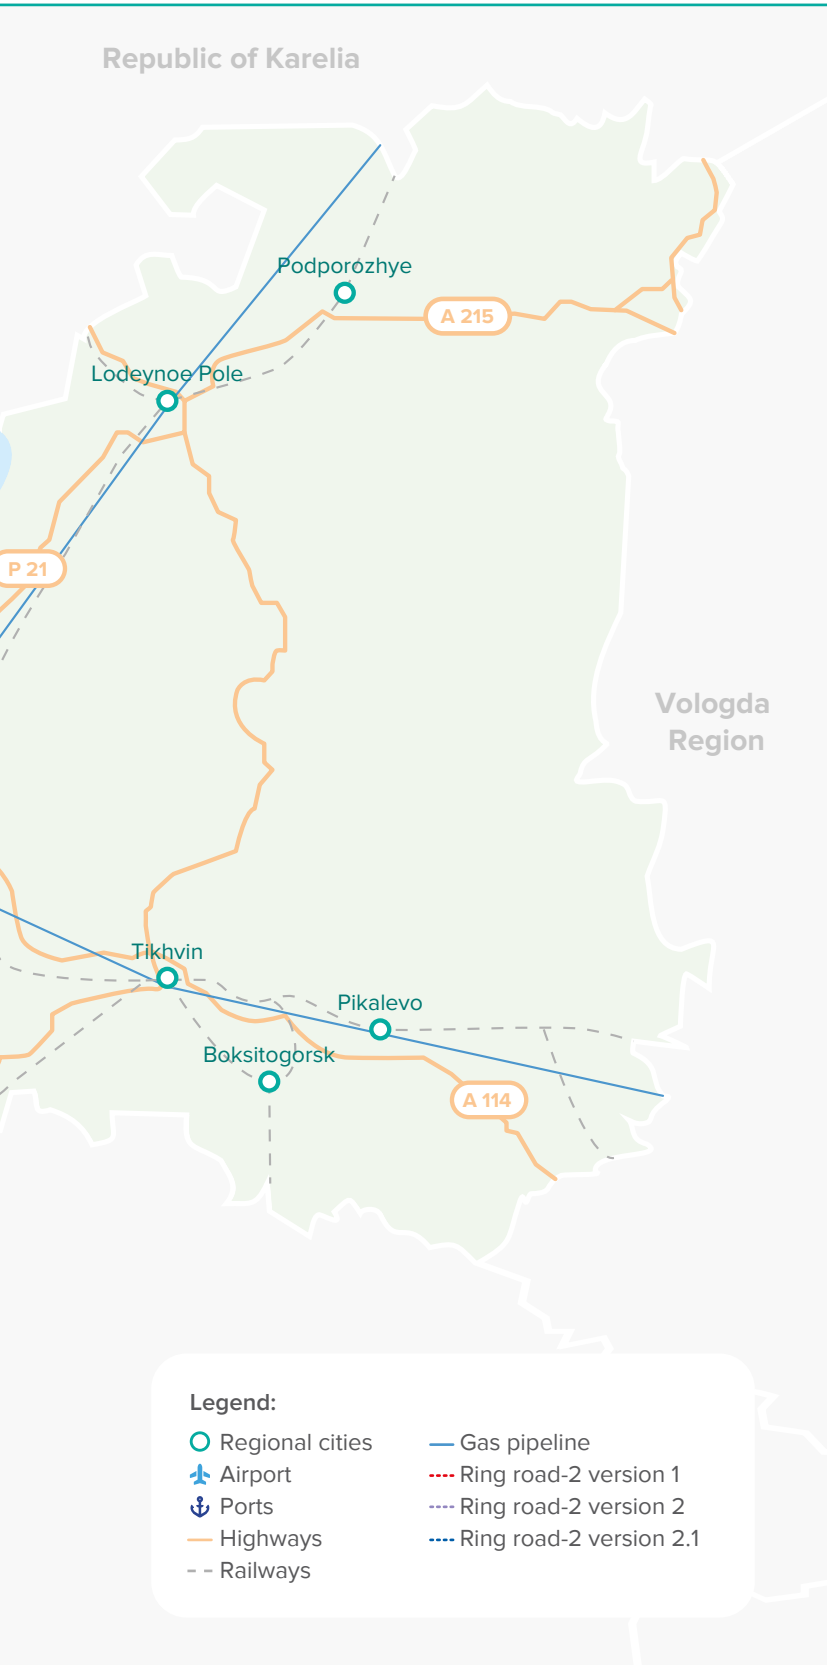 Republic of Karelia
Podporozhye
A 215
Lodeynoe Pole
P 21
Vologda
Region
Tikhvin
Pikalevo
Boksitogorsk
A 114
Legend:
Regional cities
Airport
Ports
Highways
Railways
Gas pipeline
Ring road-2 version 1
Ring road-2 version 2
Ring road-2 version 2.1